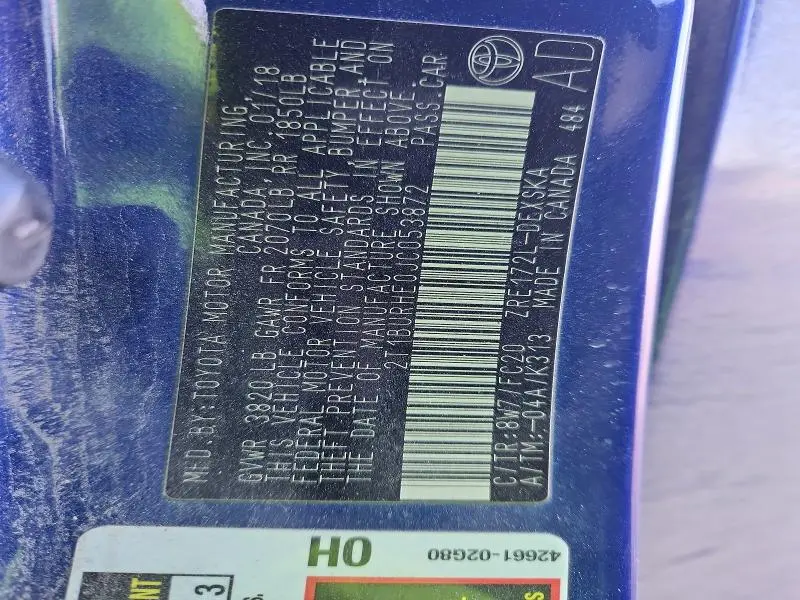 MFD.BY:TOYOTA MOTOR MANUFACTURING
CANADA INC. 01/18
GVWR 3820LB GAWR FR 2070LB RR 1850LB
THIS VEHICLE CONFORMS TO ALL APPLICABLE
FEDERAL MOTOR VEHICLE SAFETY, BUMPER, AND
THEFT PREVENTION STANDARDS IN EFFECT ON
THE DATE OF MANUFACTURE SHOWN ABOVE.
2T1BURHE0JC053872 PASS.CAR
C/TR:8W7/FC20 ZRE172L-DEXSKA
A/TM:-04A/K313 MADE IN CANADA 484
AD
42661-02G80
OH
NT
3
s.